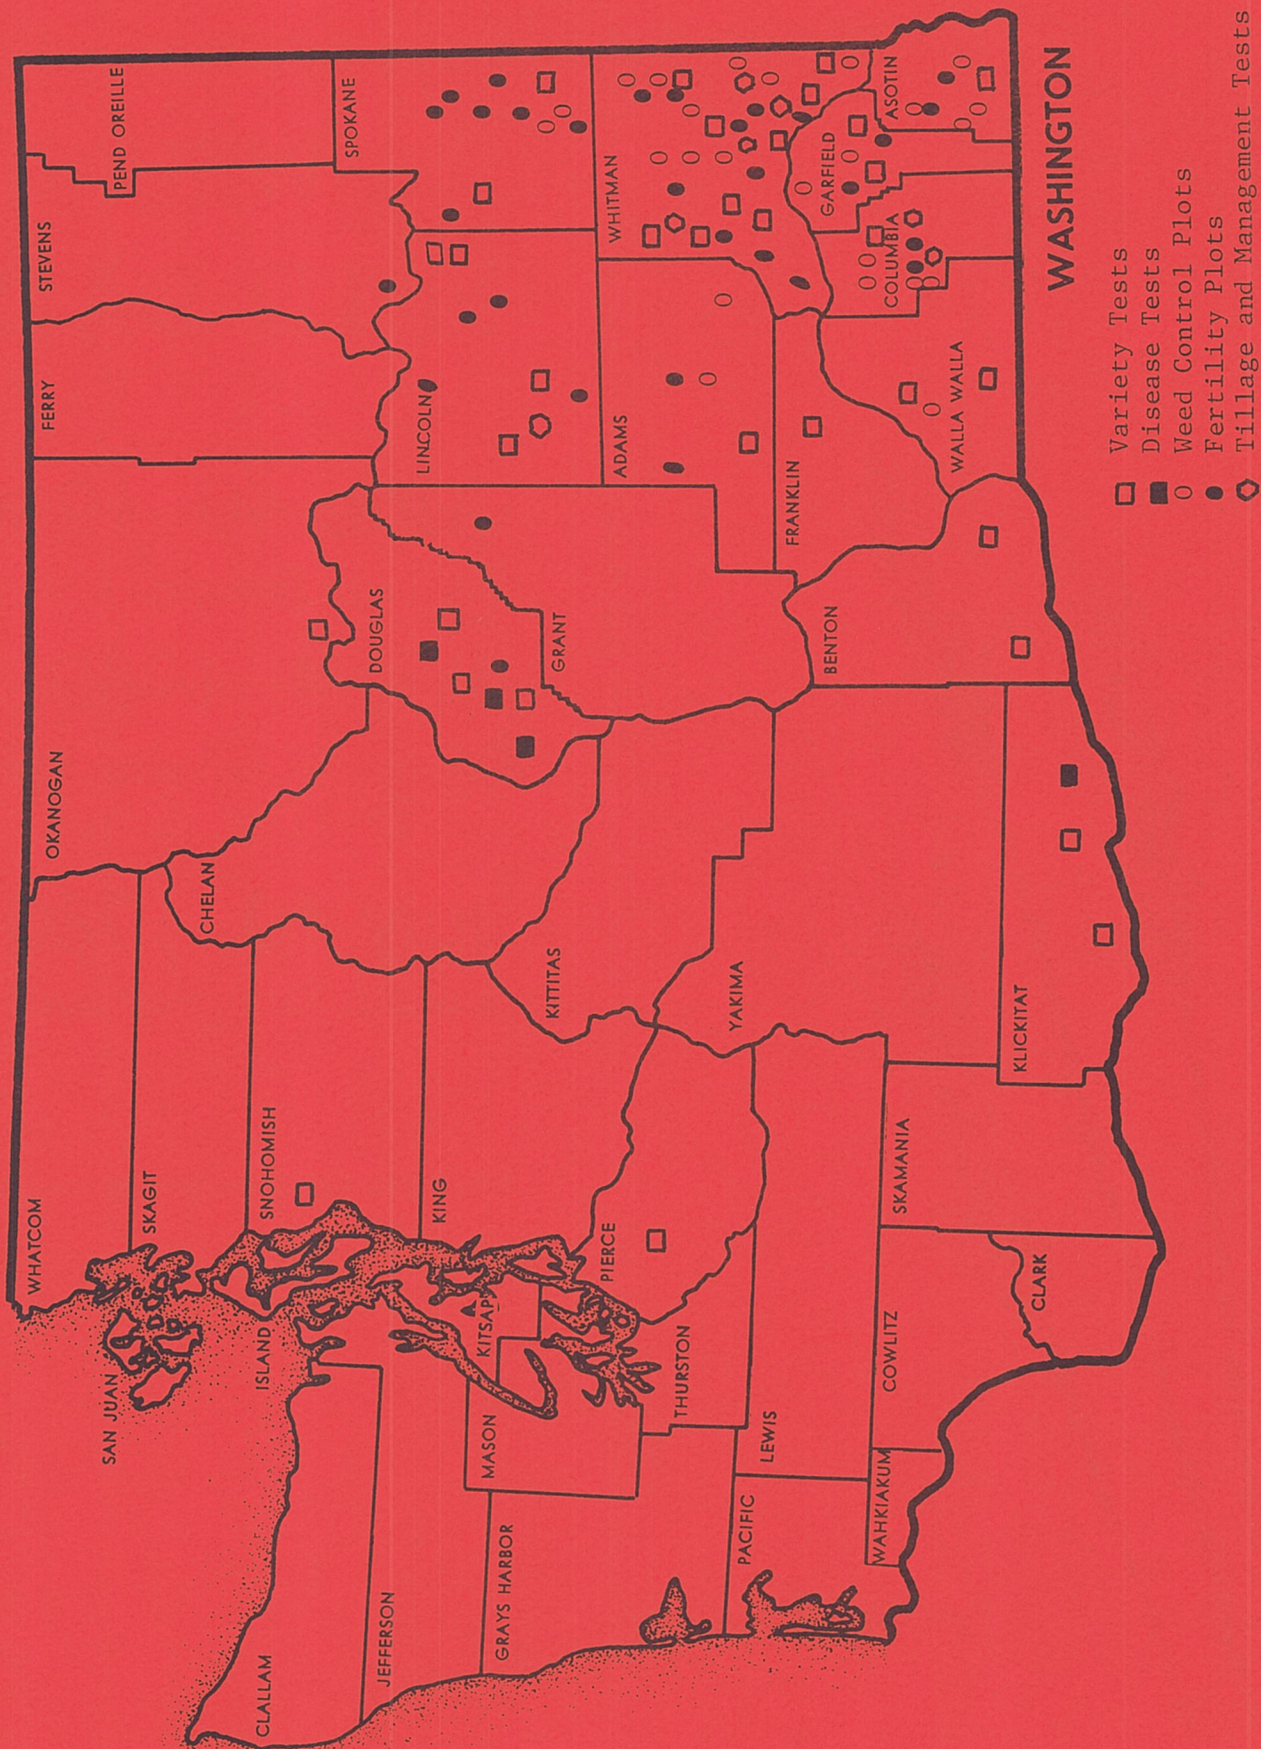 WHATCOM
SAN JUAN
SKAGIT
ISLAND
SNOHOMISH
CLALLAM
JEFFERSON
KITSAP
KING
MASON
GRAYS HARBOR
PIERCE
THURSTON
PACIFIC
LEWIS
WAHKIAKUM
COWLITZ
CLARK
SKAMANIA
OKANOGAN
CHELAN
DOUGLAS
GRANT
KITTITAS
YAKIMA
KLICKITAT
BENTON
FERRY
STEVENS
PEND OREILLE
LINCOLN
SPOKANE
ADAMS
WHITMAN
FRANKLIN
WALLA WALLA
COLUMBIA
GARFIELD
ASOTIN
WASHINGTON
Variety Tests
Disease Tests
Weed Control Plots
Fertility Plots
Tillage and Management Tests